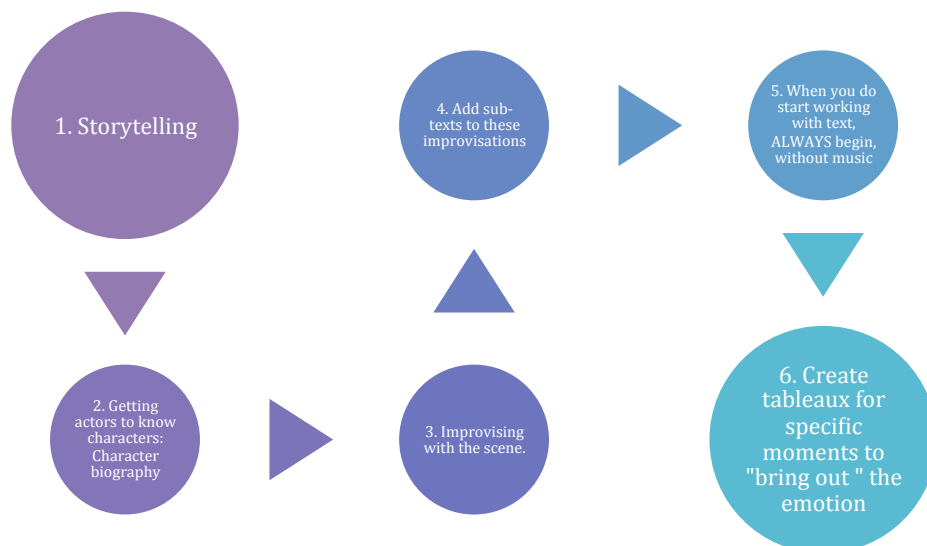 1. Storytelling
2. Getting
actors to know
characters:
Character
biography
3. Improvising
with the scene.
4. Add sub-
texts to these
improvisations
5. When you do
start working
with text,
ALWAYS begin,
without music
6. Create
tableaux for
specific
moments to
"bring out " the
emotion